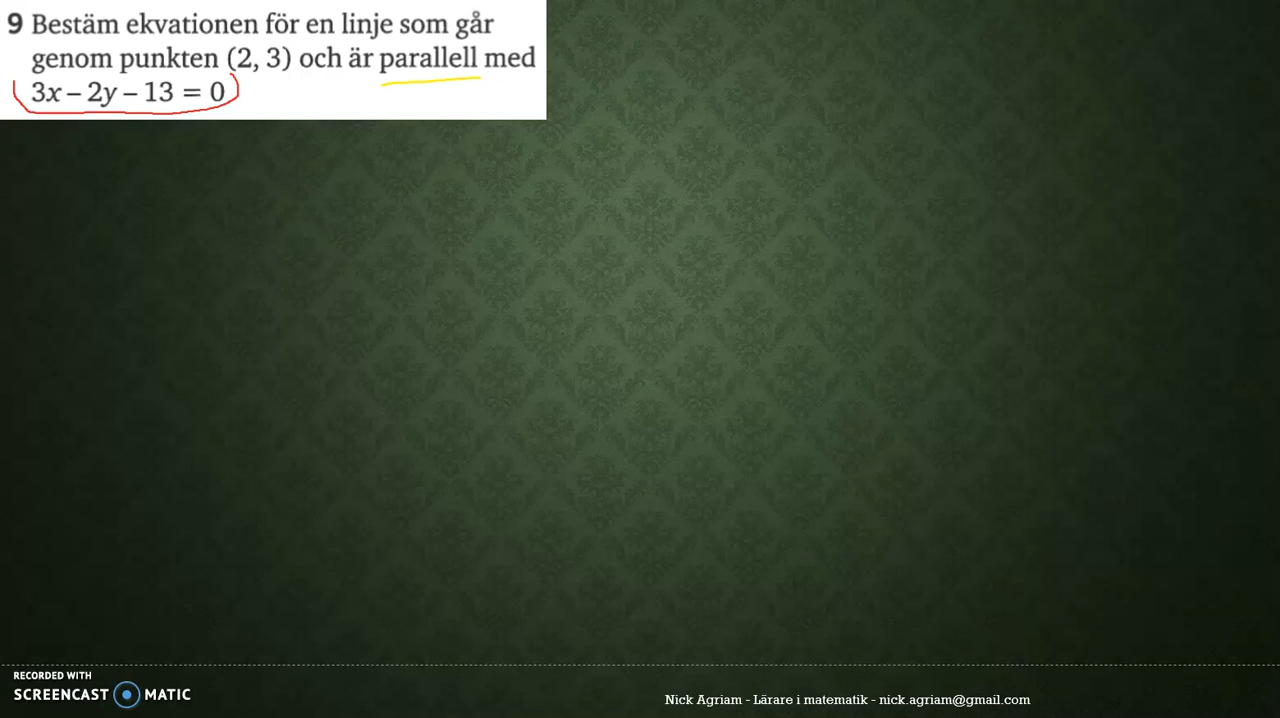 9 Bestäm ekvationen för en linje som går
genom punkten (2, 3) och är parallell med
3x – 2y – 13 = 0
RECORDED WITH
SCREENCAST MATIC
Nick Agriam - Lärare i matematik - nick.agriam@gmail.com